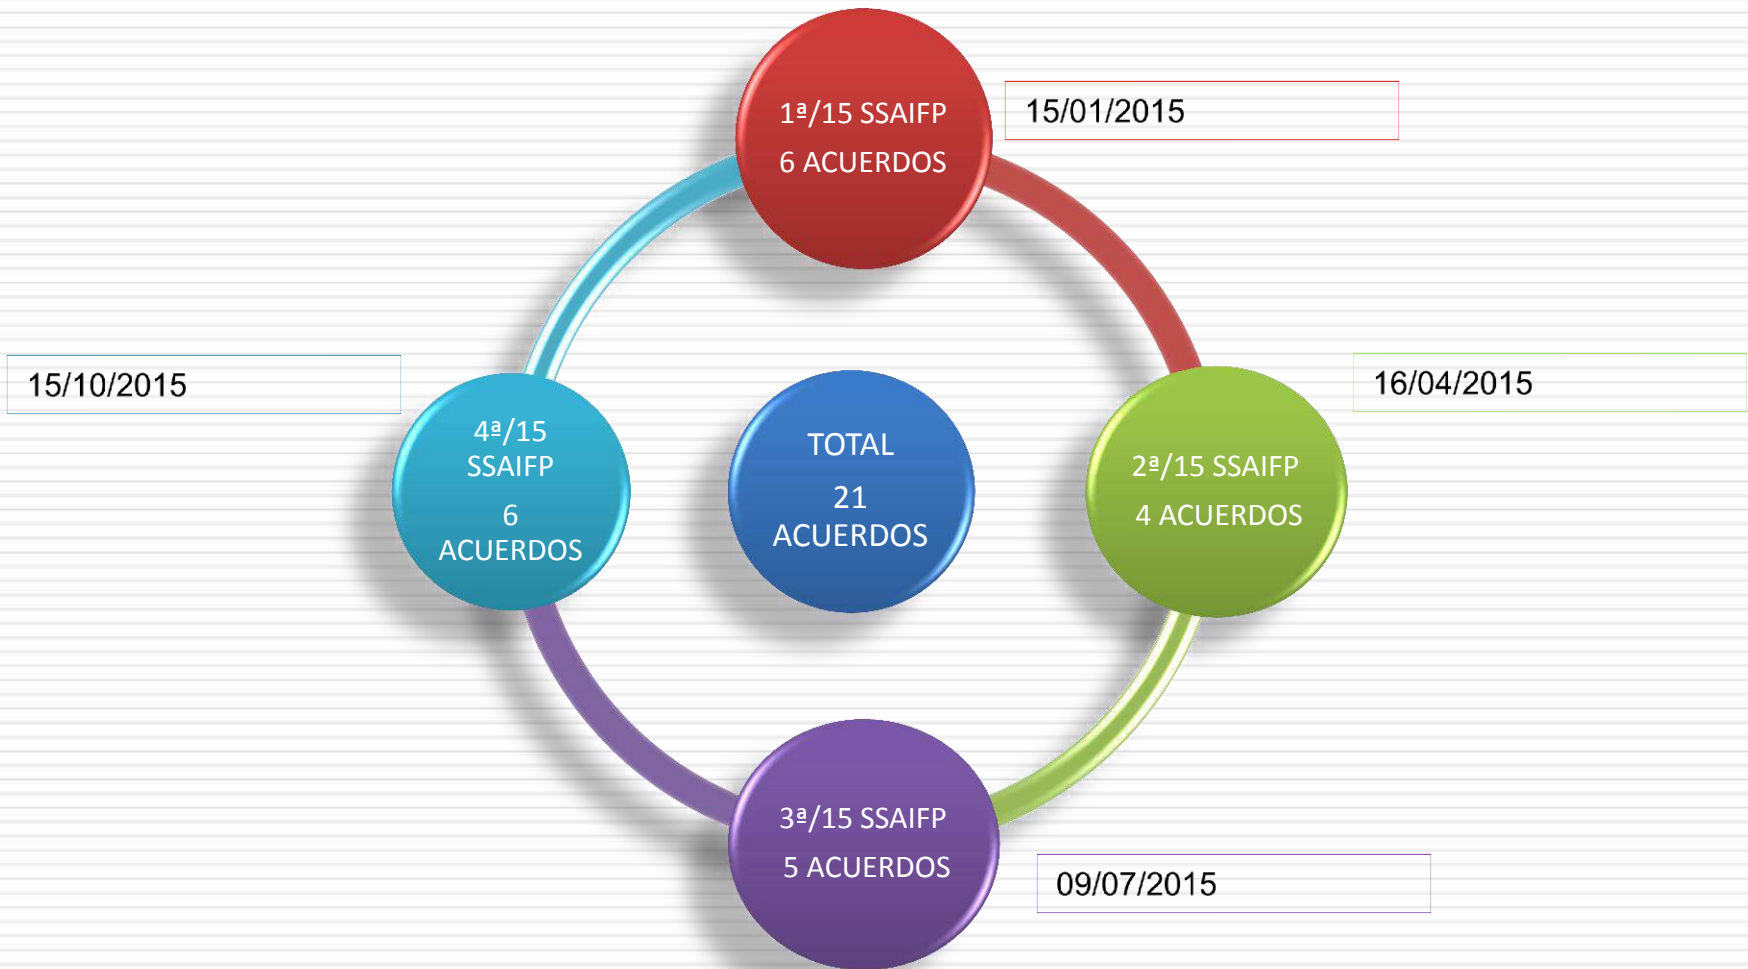 1ª/15 SSAIFP
6 ACUERDOS
15/01/2015
16/04/2015
2ª/15 SSAIFP
4 ACUERDOS
3ª/15 SSAIFP
5 ACUERDOS
09/07/2015
15/10/2015
4ª/15
SSAIFP
6
ACUERDOS
TOTAL
21
ACUERDOS